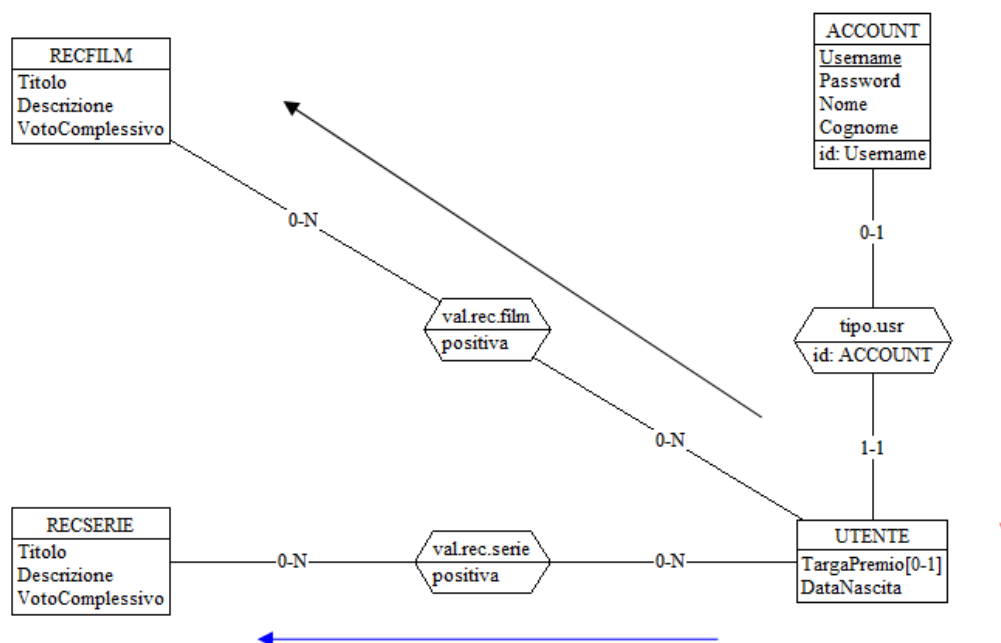 RECFILM
Titolo
Descrizione
VotoComplessivo
ACCOUNT
Username
Password
Nome
Cognome
id: Username
0-N
0-1
val.rec.film
positiva
tipo.usr
id: ACCOUNT
0-N
1-1
RECSERIE
Titolo
Descrizione
VotoComplessivo
0-N
val.rec.serie
positiva
0-N
UTENTE
TargaPremio[0-1]
DataNascita